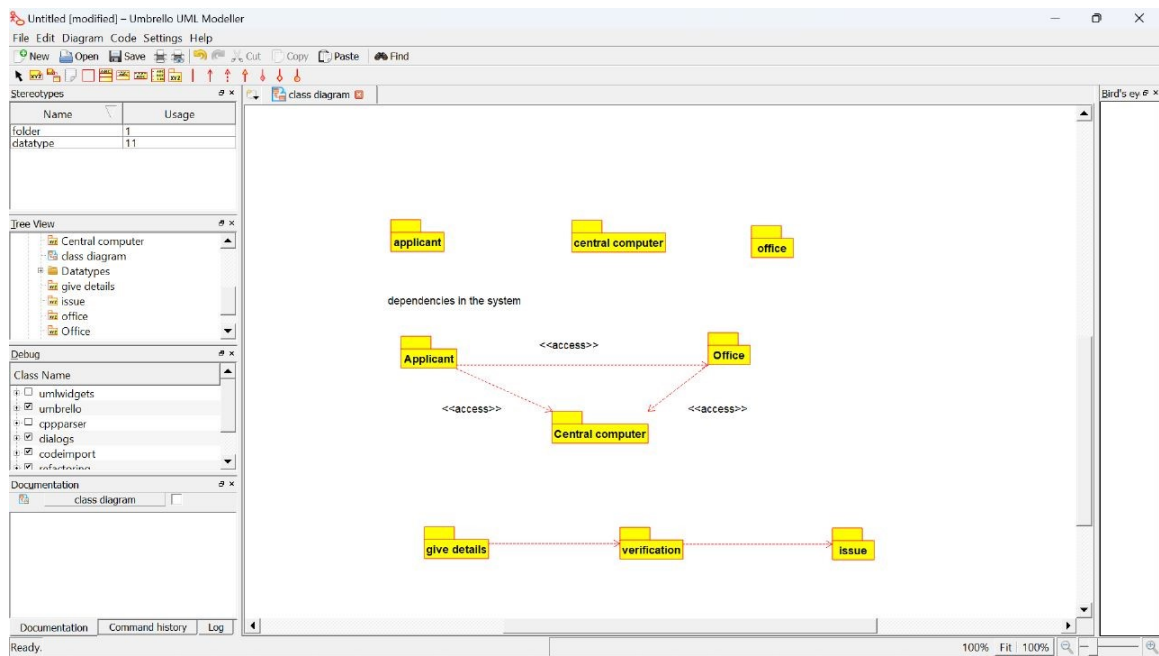 Untitled [modified] – Umbrello UML Modeller
File Edit Diagram Code Settings Help
New Open Save Cut Copy Paste Find
Stereotypes
class diagram
Bird's ey
Name Usage
folder 1
datatype 11
Tree View
Central computer
class diagram
Datatypes
give details
issue
office
Office
Debug
Class Name
umlwidgets
umbrello
cppparser
dialogs
codeimport
refactoring
Documentation
class diagram
Documentation Command history Log
applicant
central computer
office
dependencies in the system
<<access>>
Applicant
Office
<<access>>
<<access>>
Central computer
give details
verification
issue
Ready.
100% Fit 100%